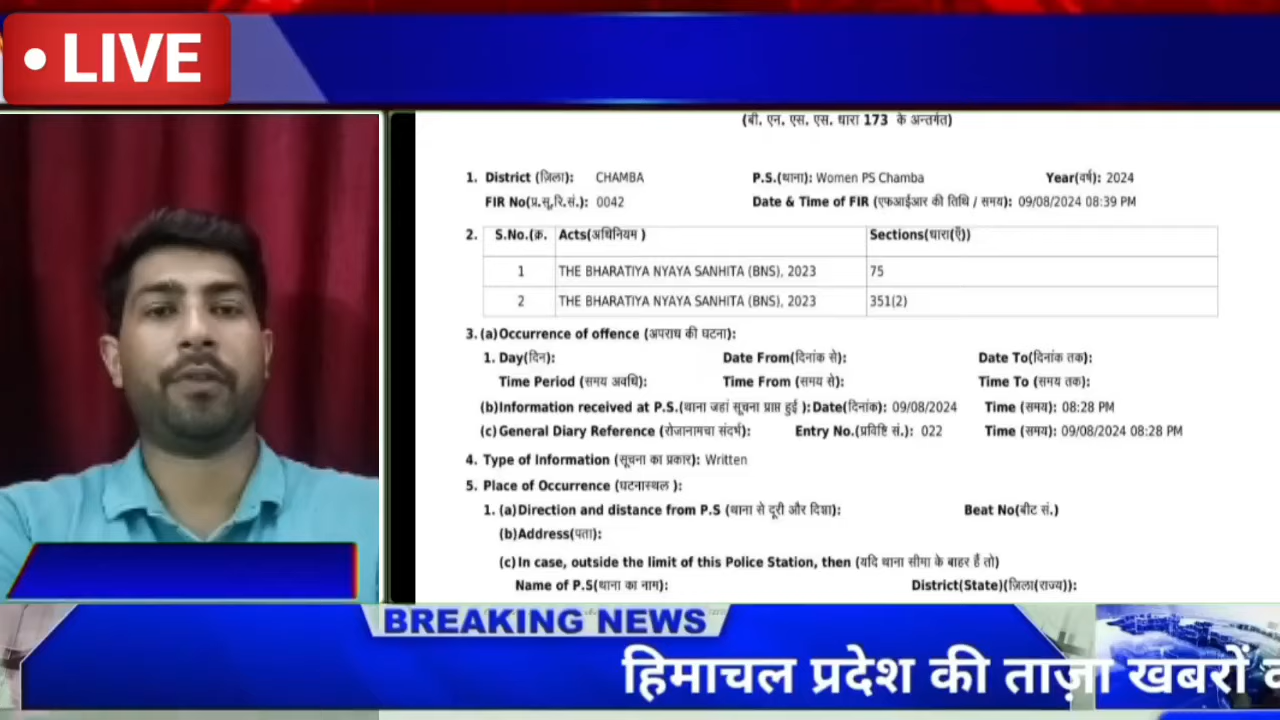 LIVE
(बी. एन. एस. एस. धारा 173 के अन्तर्गत)
1. District (ज़िला): CHAMBA P.S.(थाना): Women PS Chamba Year(वर्ष): 2024
FIR No(प्र.सू.रि.सं.): 0042 Date & Time of FIR (एफआईआर की तिथि / समय): 09/08/2024 08:39 PM
2. S.No.(क्र. Acts(अधिनियम ) Sections(धारा(एँ))
1 THE BHARATIYA NYAYA SANHITA (BNS), 2023 75
2 THE BHARATIYA NYAYA SANHITA (BNS), 2023 351(2)
3. (a) Occurrence of offence (अपराध की घटना):
1. Day(दिन): Date From(दिनांक से): Date To(दिनांक तक):
Time Period (समय अवधि): Time From (समय से): Time To (समय तक):
(b) Information received at P.S.(थाना जहां सूचना प्राप्त हुई ): Date(दिनांक): 09/08/2024 Time (समय): 08:28 PM
(c) General Diary Reference (रोजानामचा संदर्भ): Entry No.(प्रविष्टि सं.): 022 Time (समय): 09/08/2024 08:28 PM
4. Type of Information (सूचना का प्रकार): Written
5. Place of Occurrence (घटनास्थल ):
1. (a) Direction and distance from P.S (थाना से दूरी और दिशा): Beat No(बीट सं.)
(b) Address(पता):
(c) In case, outside the limit of this Police Station, then (यदि थाना सीमा के बाहर हैं तो)
Name of P.S(थाना का नाम): District(State)(ज़िला(राज्य)):
BREAKING NEWS
हिमाचल प्रदेश की ताज़ा खबरों